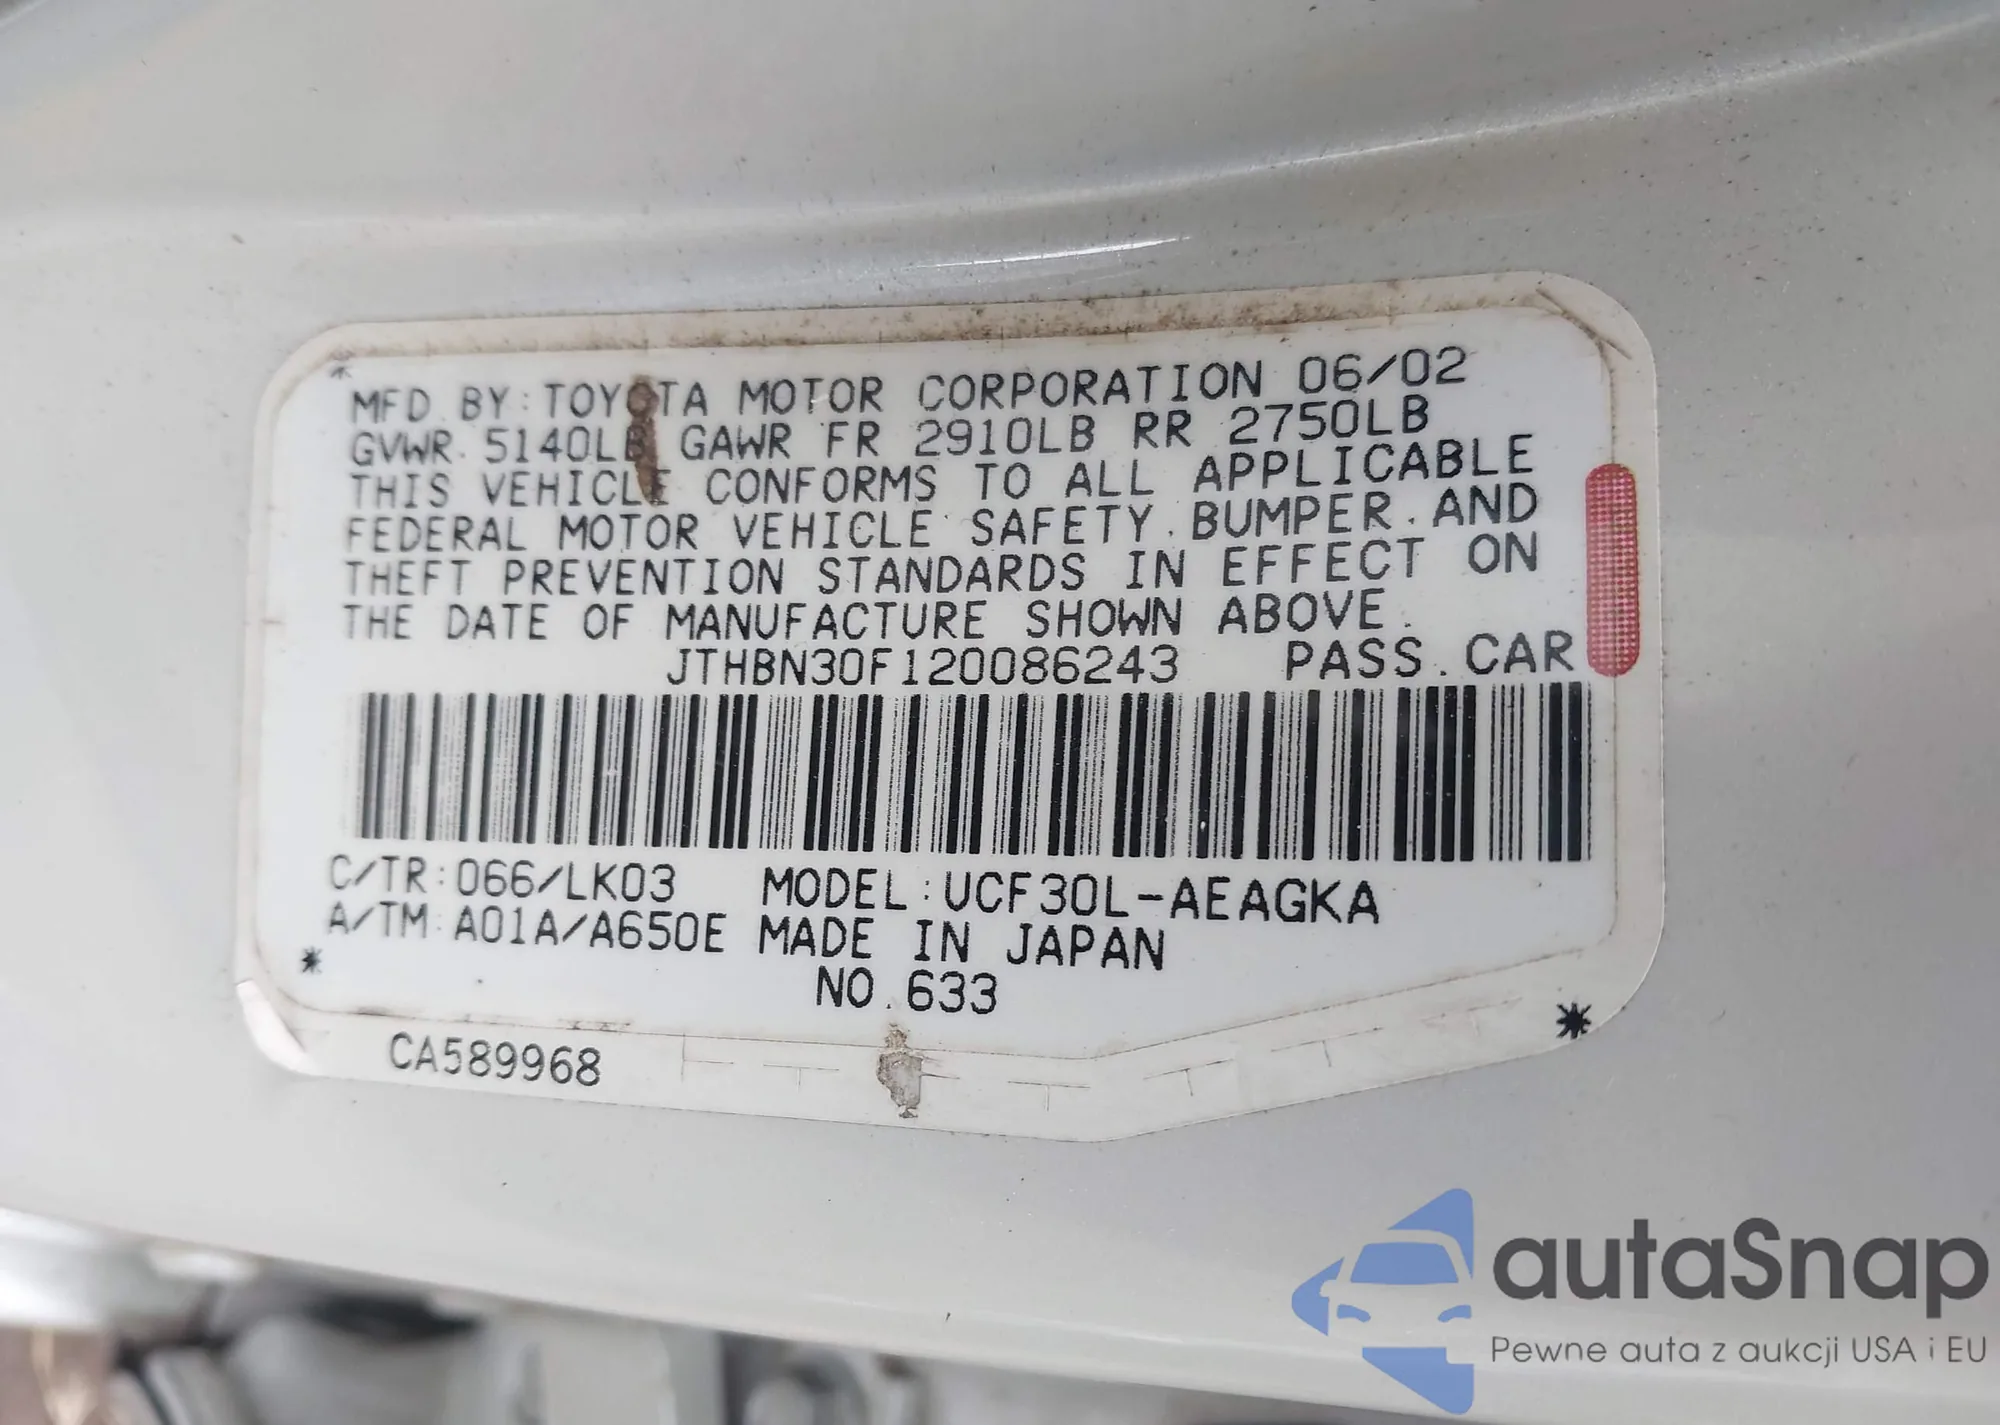 MFD. BY: TOYOTA MOTOR CORPORATION 06/02
GVWR. 5140LB GAWR FR 2910LB RR 2750LB
THIS VEHICLE CONFORMS TO ALL APPLICABLE
FEDERAL MOTOR VEHICLE SAFETY. BUMPER. AND
THEFT PREVENTION STANDARDS IN EFFECT ON
THE DATE OF MANUFACTURE SHOWN ABOVE.
JTHBN30F120086243 PASS. CAR
C/TR: 066/LK03 MODEL: UCF30L-AEAGKA
A/TM: A01A/A650E MADE IN JAPAN
NO. 633
CA589968
autaSnap
Pewne auta z aukcji USA i EU